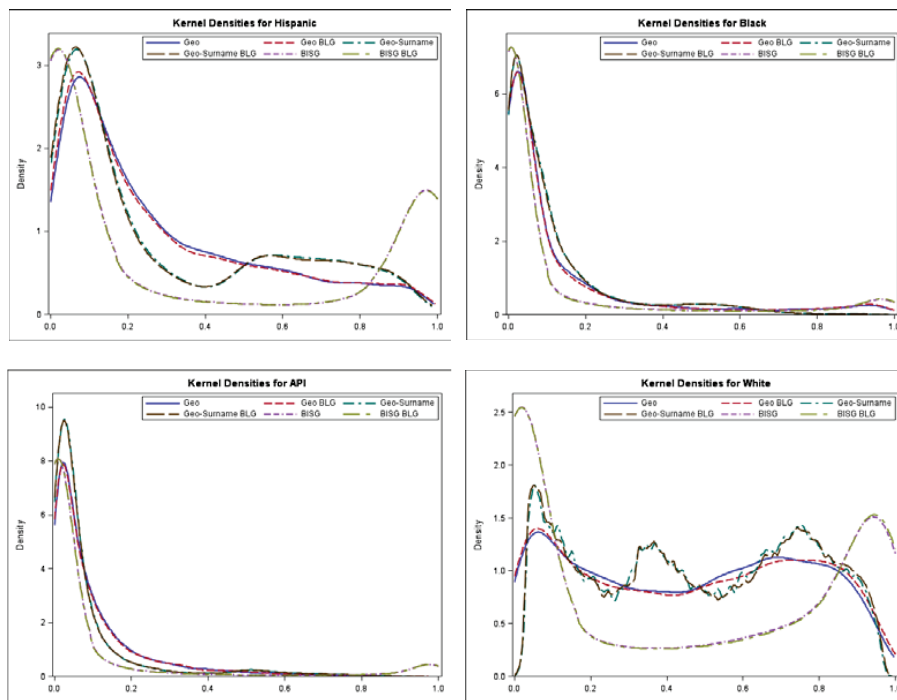 Kernel Densities for Hispanic
Geo Geo BLG Geo-Surname
Geo-Surname BLG BISG BISG BLG
Density
3
2
1
0
0.0 0.2 0.4 0.6 0.8 1.0
Kernel Densities for Black
Geo Geo BLG Geo-Surname
Geo-Surname BLG BISG BISG BLG
Density
6
4
2
0
0.0 0.2 0.4 0.6 0.8 1.0
Kernel Densities for API
Geo Geo BLG Geo-Surname
Geo-Surname BLG BISG BISG BLG
Density
10
8
6
4
2
0
0.0 0.2 0.4 0.6 0.8 1.0
Kernel Densities for White
Geo Geo BLG Geo-Surname
Geo-Surname BLG BISG BISG BLG
Density
2.5
2.0
1.5
1.0
0.5
0.0
0.0 0.2 0.4 0.6 0.8 1.0